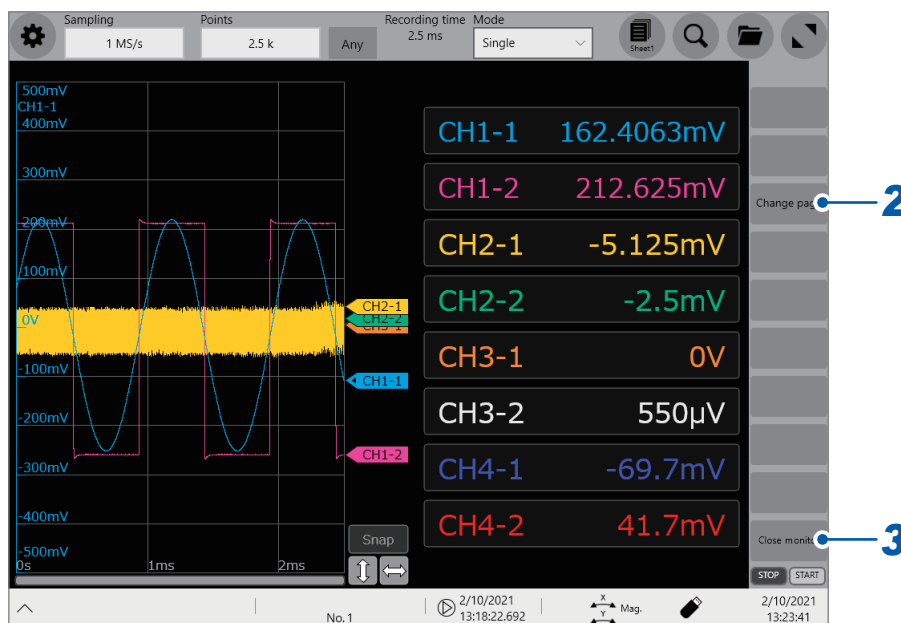 Sampling
Points
Recording time
Mode
1 MS/s
2.5 k
Any
2.5 ms
Single
Sheet1
500mV
CH1-1
400mV
300mV
200mV
100mV
0V
-100mV
-200mV
-300mV
-400mV
-500mV
0s
1ms
2ms
CH2-1
CH2-2
CH3-1
CH1-1
CH1-2
Snap
CH1-1 162.4063mV
CH1-2 212.625mV
CH2-1 -5.125mV
CH2-2 -2.5mV
CH3-1 0V
CH3-2 550µV
CH4-1 -69.7mV
CH4-2 41.7mV
Change pag
2
Close monito
3
STOP
START
No. 1
2/10/2021
13:18:22.692
X
Y
Mag.
2/10/2021
13:23:41